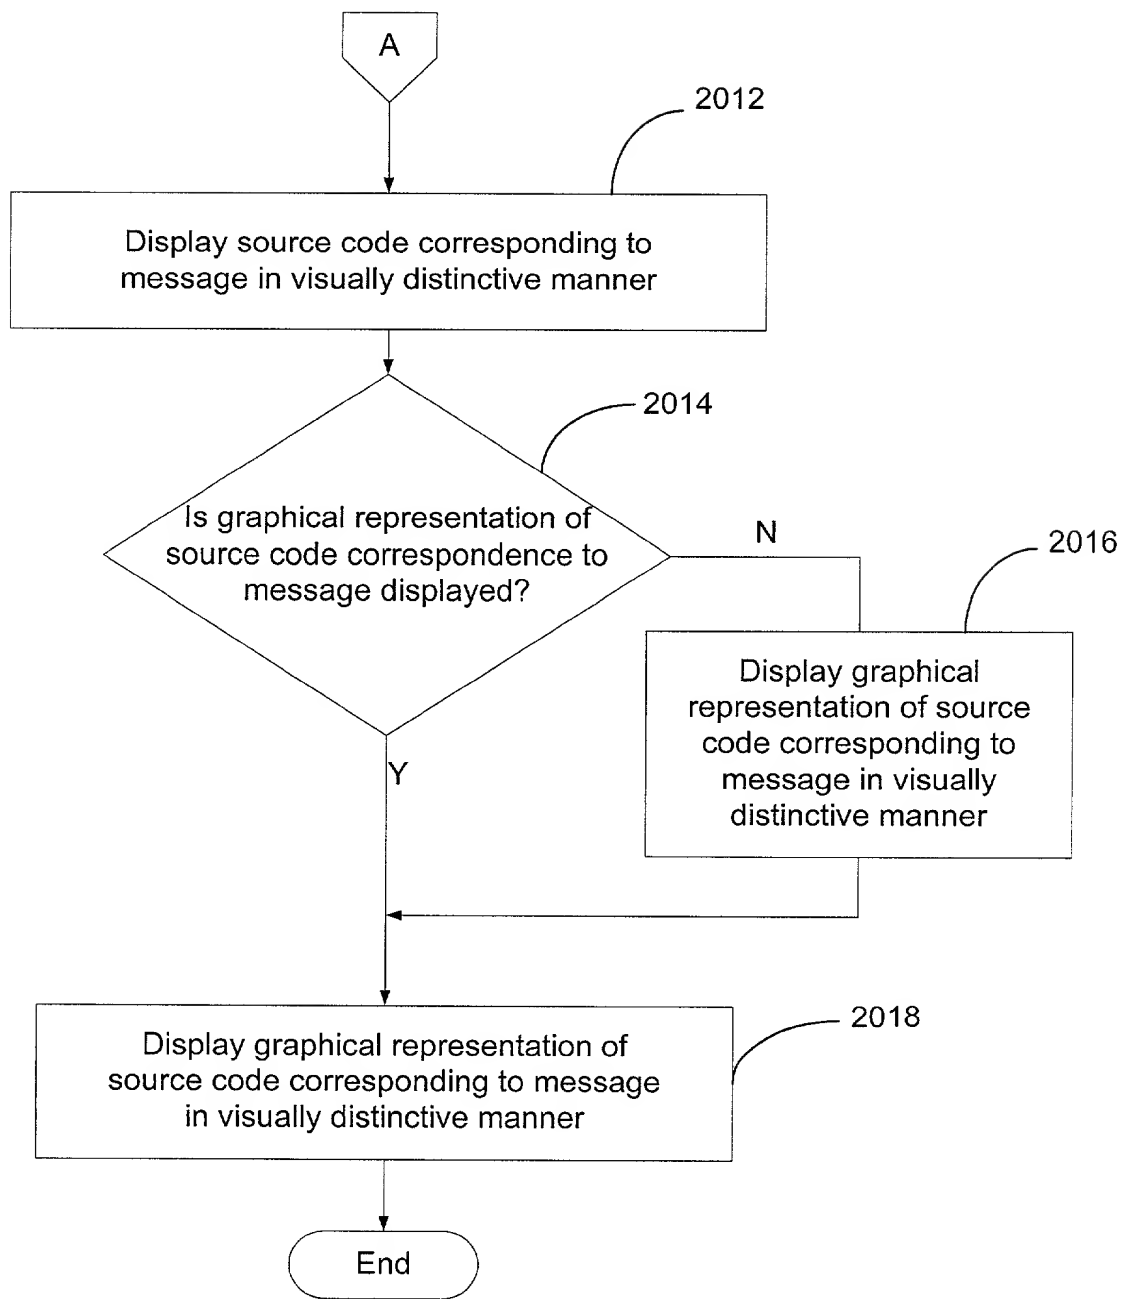 A
2012
Display source code corresponding to
message in visually distinctive manner
2014
Is graphical representation of
source code correspondence to
message displayed?
N
2016
Display graphical
representation of source
code corresponding to
message in visually
distinctive manner
Y
2018
Display graphical representation of
source code corresponding to message
in visually distinctive manner
End